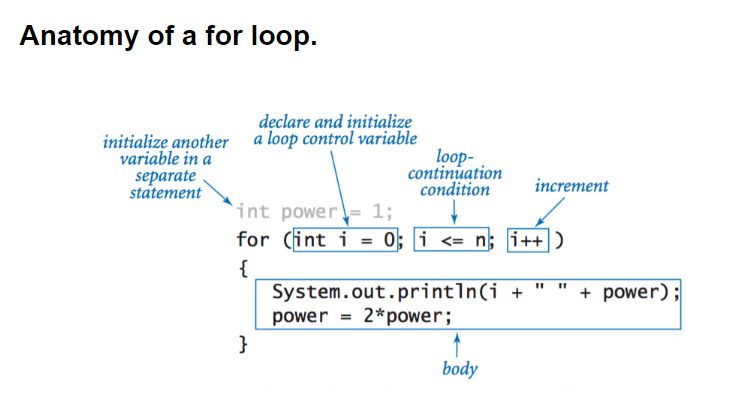 Anatomy of a for loop.
declare and initialize
a loop control variable
initialize another
variable in a
separate
statement
loop-
continuation
condition
increment
int power = 1;
for (int i = 0; i <= n; i++ )
{
System.out.println(i + " " + power);
power = 2*power;
}
body